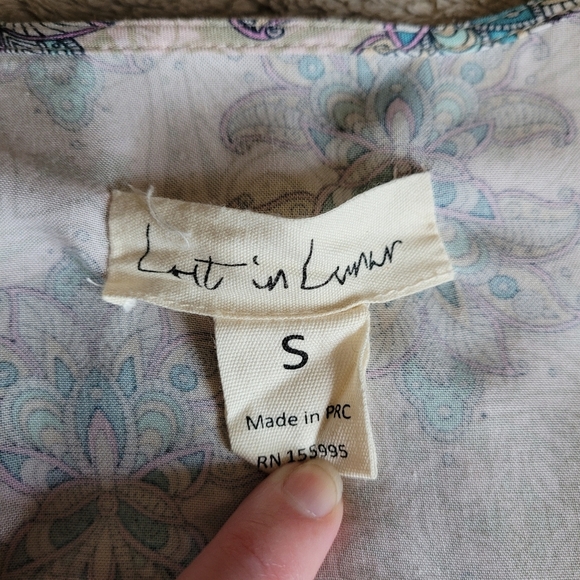 Lost in Lunar
S
Made in PRC
RN 155995